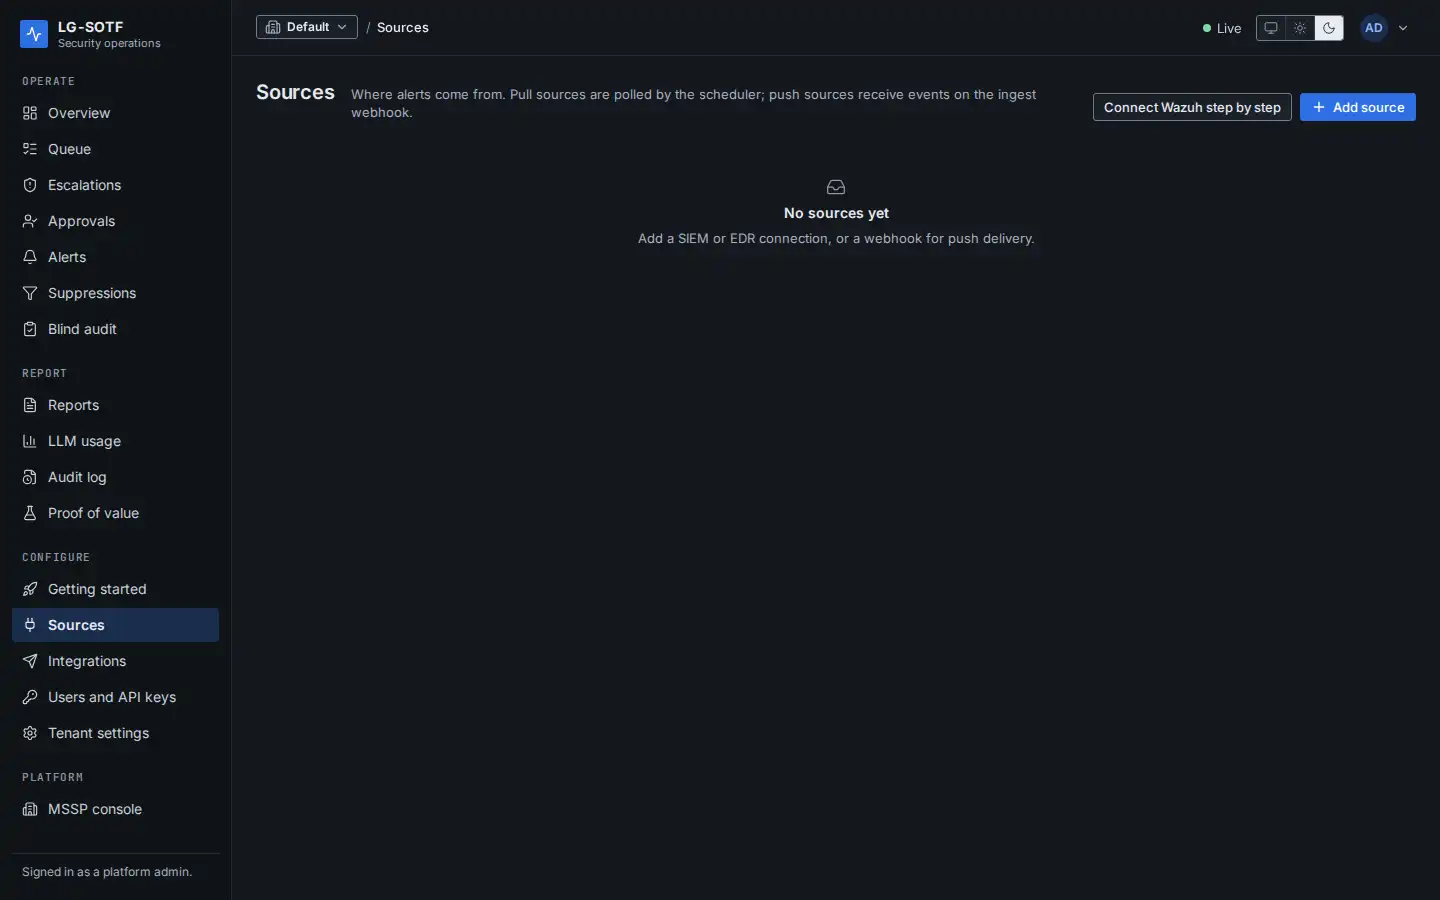 LG-SOTF
Security operations
OPERATE
Overview
Queue
Escalations
Approvals
Alerts
Suppressions
Blind audit
REPORT
Reports
LLM usage
Audit log
Proof of value
CONFIGURE
Getting started
Sources
Integrations
Users and API keys
Tenant settings
PLATFORM
MSSP console
Signed in as a platform admin.
Default / Sources
Live
AD
Sources
Where alerts come from. Pull sources are polled by the scheduler; push sources receive events on the ingest
webhook.
Connect Wazuh step by step
Add source
No sources yet
Add a SIEM or EDR connection, or a webhook for push delivery.